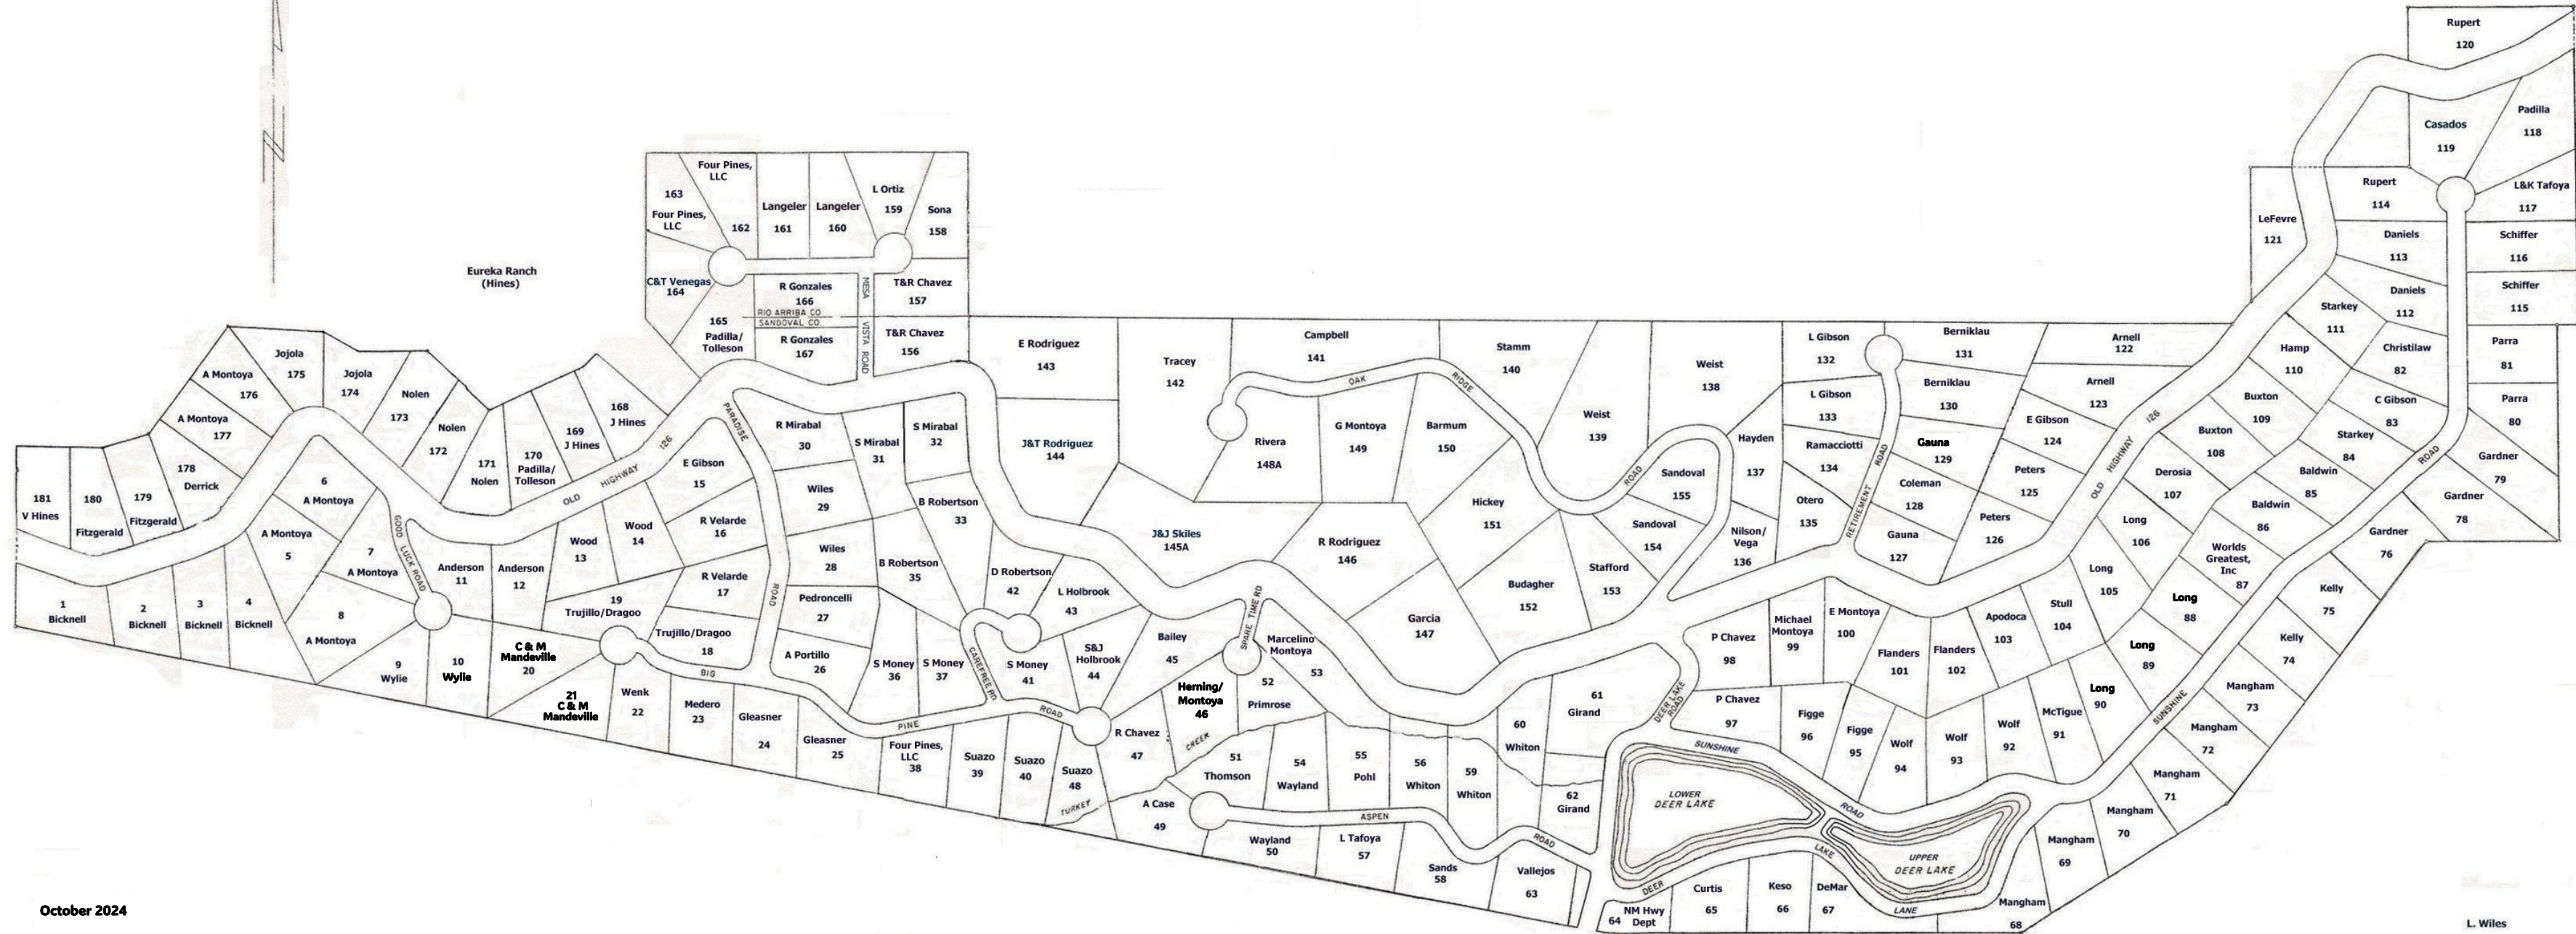 Rupert
120
Padilla
118
Casados
119
L&K Tafoya
117
Rupert
114
LeFevre
121
Daniels
113
Schiffer
116
Daniels
112
Schiffer
115
Starkey
111
Parra
81
Christilaw
82
Hamp
110
Parra
80
C Gibson
83
Buxton
109
Starkey
84
Buxton
108
Gardner
79
Baldwin
85
Gardner
78
Derosia
107
Baldwin
86
Gardner
76
Long
106
Worlds
Greatest,
Inc
87
Long
105
Long
88
Kelly
75
Long
89
Kelly
74
Long
90
Mangham
73
Mangham
72
Mangham
71
Mangham
70
Mangham
69
Mangham
68
ROAD
SUNSHINE
Four Pines,
LLC
162
163
Four Pines,
LLC
Langeler
161
Langeler
160
L Ortiz
159
Sona
158
C&T Venegas
164
R Gonzales
166
RIO ARRIBA CO
SANDOVAL CO.
R Gonzales
167
MESA
VISTA ROAD
T&R Chavez
157
T&R Chavez
156
165
Padilla/
Tolleson
Eureka Ranch
(Hines)
Jojola
175
A Montoya
176
Jojola
174
A Montoya
177
Nolen
173
Nolen
172
178
Derrick
171
Nolen
170
Padilla/
Tolleson
169
J Hines
168
J Hines
181
V Hines
180
Fitzgerald
179
Fitzgerald
OLD
HIGHWAY
126
6
A Montoya
A Montoya
5
7
A Montoya
8
A Montoya
GOOD LUCK ROAD
1
Bicknell
2
Bicknell
3
Bicknell
4
Bicknell
9
Wylie
10
Wylie
Anderson
11
Anderson
12
Wood
13
Wood
14
E Gibson
15
R Velarde
16
R Velarde
17
19
Trujillo/Dragoo
Trujillo/Dragoo
18
C & M
Mandeville
20
21
C & M
Mandeville
Wenk
22
Medero
23
Gleasner
24
Gleasner
25
PARADISE
ROAD
BIG
PINE
ROAD
R Mirabal
30
S Mirabal
31
S Mirabal
32
Wiles
29
Wiles
28
B Robertson
33
B Robertson
35
Pedroncelli
27
A Portillo
26
S Money
36
S Money
37
Four Pines,
LLC
38
Suazo
39
Suazo
40
Suazo
48
D Robertson
42
L Holbrook
43
S Money
41
S&J
Holbrook
44
CAREFREE RD
Bailey
45
Herning/
Montoya
46
R Chavez
47
TURKEY
CREEK
A Case
49
SPARE TIME RD
Marcelino
Montoya
53
52
Primrose
51
Thomson
54
Wayland
55
Pohl
56
Whiton
59
Whiton
60
Whiton
61
Girand
62
Girand
ASPEN
ROAD
Wayland
50
L Tafoya
57
Sands
58
Vallejos
63
E Rodriguez
143
J&T Rodriguez
144
Tracey
142
Campbell
141
Stamm
140
OAK
RIDGE
ROAD
Rivera
148A
G Montoya
149
Barmum
150
J&J Skiles
145A
R Rodriguez
146
Garcia
147
Hickey
151
Budagher
152
Stafford
153
Sandoval
154
Sandoval
155
Weist
139
Weist
138
Hayden
137
Nilson/
Vega
136
L Gibson
132
L Gibson
133
Ramacciotti
134
Otero
135
RETIREMENT
ROAD
Berniklau
131
Berniklau
130
Gauna
129
Coleman
128
Gauna
127
Arnell
122
Arnell
123
E Gibson
124
Peters
125
Peters
126
OLD
HIGHWAY
126
P Chavez
98
Michael
Montoya
99
E Montoya
100
Flanders
101
Flanders
102
Apodoca
103
Stull
104
P Chavez
97
Figge
96
Figge
95
Wolf
94
Wolf
93
Wolf
92
McTigue
91
DEER LAKE
ROAD
SUNSHINE
ROAD
LOWER
DEER LAKE
UPPER
DEER LAKE
DEER
LAKE
LANE
64
NM Hwy
Dept
Curtis
65
Keso
66
DeMar
67
October 2024
L. Wiles